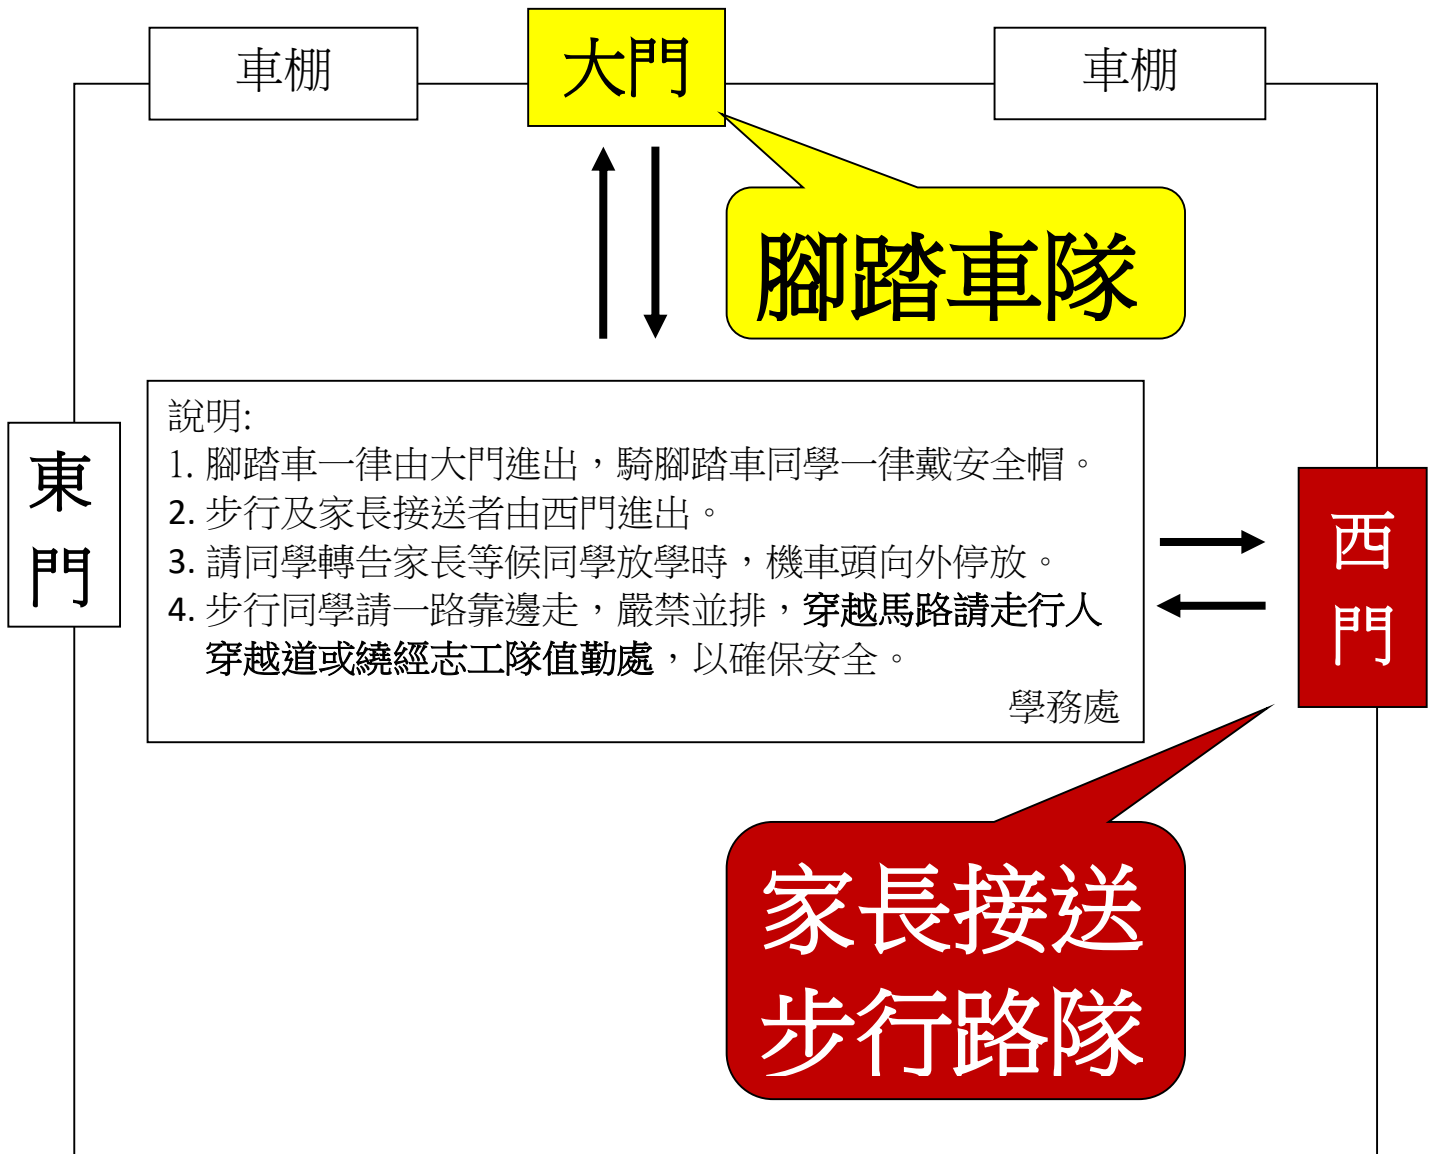 車棚
大門
車棚
腳踏車隊
說明:
1. 腳踏車一律由大門進出，騎腳踏車同學一律戴安全帽。
2. 步行及家長接送者由西門進出。
3. 請同學轉告家長等候同學放學時，機車頭向外停放。
4. 步行同學請一路靠邊走，嚴禁並排，穿越馬路請走行人
穿越道或繞經志工隊值勤處，以確保安全。
學務處
東
門
西
門
家長接送
步行路隊